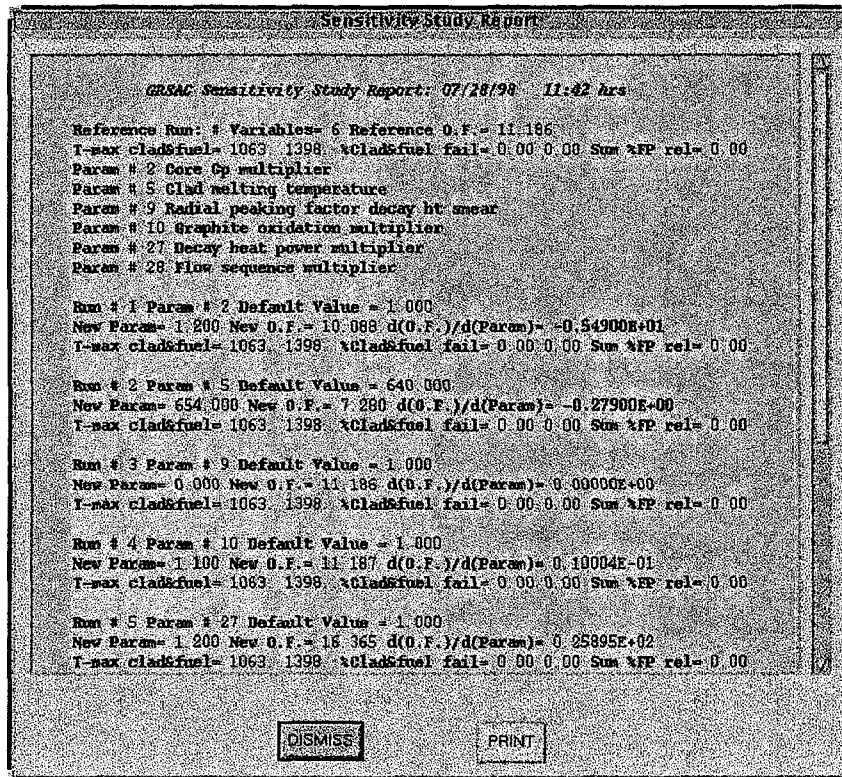 Sensitivity Study Report
GRSAC Sensitivity Study Report: 07/28/98 11:42 hrs
Reference Run: # Variables= 6 Reference O.F.= 11.186
T-max clad&fuel= 1063. 1398. %Clad&fuel fail= 0.00 0.00 Sum %FP rel= 0.00
Param # 2 Core Cp multiplier
Param # 5 Clad melting temperature
Param # 9 Radial peaking factor decay ht smear
Param # 10 Graphite oxidation multiplier
Param # 27 Decay heat power multiplier
Param # 28 Flow sequence multiplier
Run # 1 Param # 2 Default Value = 1.000
New Param= 1.200 New O.F.= 10.088 d(O.F.)/d(Param)= -0.54900E+01
T-max clad&fuel= 1063. 1398. %Clad&fuel fail= 0.00 0.00 Sum %FP rel= 0.00
Run # 2 Param # 5 Default Value = 640.000
New Param= 654.000 New O.F.= 7.280 d(O.F.)/d(Param)= -0.27900E+00
T-max clad&fuel= 1063. 1398. %Clad&fuel fail= 0.00 0.00 Sum %FP rel= 0.00
Run # 3 Param # 9 Default Value = 1.000
New Param= 0.000 New O.F.= 11.186 d(O.F.)/d(Param)= 0.00000E+00
T-max clad&fuel= 1063. 1398. %Clad&fuel fail= 0.00 0.00 Sum %FP rel= 0.00
Run # 4 Param # 10 Default Value = 1.000
New Param= 1.100 New O.F.= 11.187 d(O.F.)/d(Param)= 0.10004E-01
T-max clad&fuel= 1063. 1398. %Clad&fuel fail= 0.00 0.00 Sum %FP rel= 0.00
Run # 5 Param # 27 Default Value = 1.000
New Param= 1.200 New O.F.= 16.365 d(O.F.)/d(Param)= 0.25895E+02
T-max clad&fuel= 1063. 1398. %Clad&fuel fail= 0.00 0.00 Sum %FP rel= 0.00
DISMISS PRINT